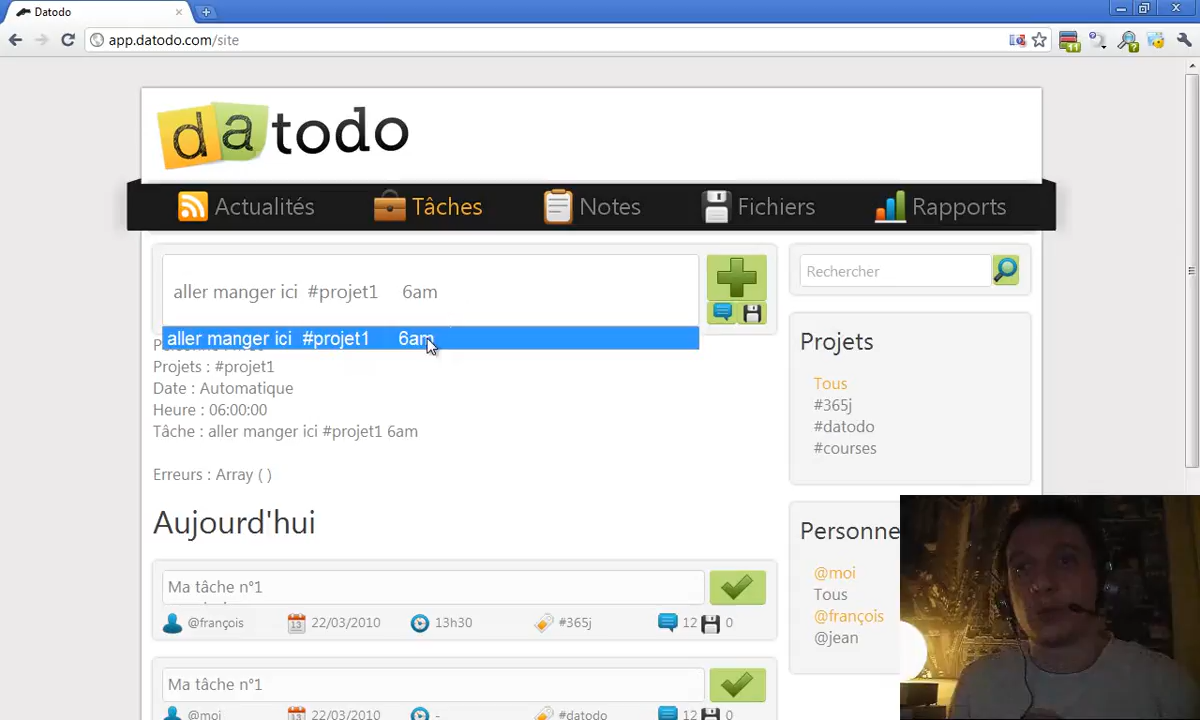 Datodo
app.datodo.com/site
11
datodo
Actualités
Tâches
Notes
Fichiers
Rapports
aller manger ici #projet1 6am
Rechercher
aller manger ici #projet1 6am
Projets : #projet1
Date : Automatique
Heure : 06:00:00
Tâche : aller manger ici #projet1 6am
Erreurs : Array ( )
Projets
Tous
#365j
#datodo
#courses
Aujourd'hui
Ma tâche n°1
@françois
13
22/03/2010
13h30
#365j
12
0
Ma tâche n°1
@moi
13
22/03/2010
-
#datodo
12
0
Personne
@moi
Tous
@françois
@jean